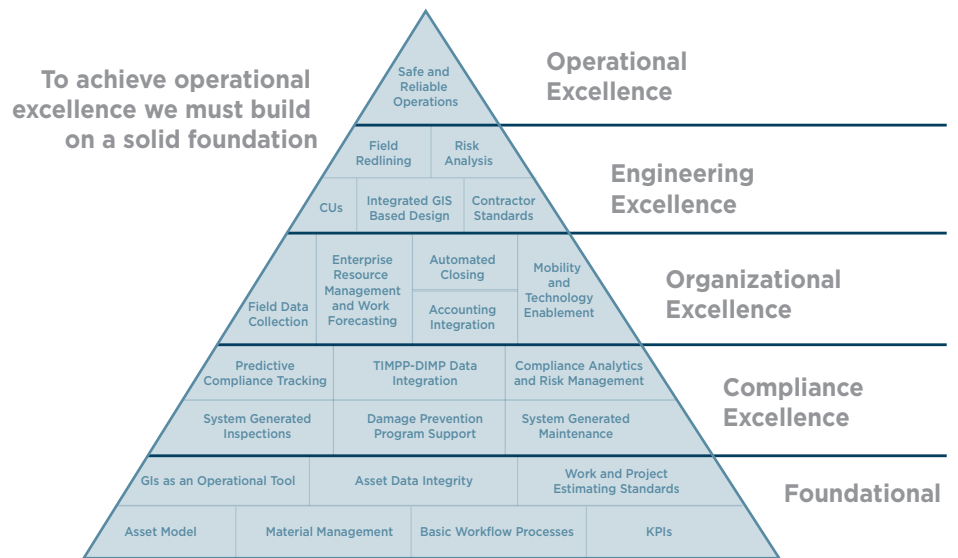 To achieve operational
excellence we must build
on a solid foundation
Safe and
Reliable
Operations
Operational
Excellence
Field
Redlining
Risk
Analysis
CUs
Integrated GIS
Based Design
Contractor
Standards
Engineering
Excellence
Field Data
Collection
Enterprise
Resource
Management
and Work
Forecasting
Automated
Closing
Accounting
Integration
Mobility
and
Technology
Enablement
Organizational
Excellence
Predictive
Compliance Tracking
TIMPP-DIMP Data
Integration
Compliance Analytics
and Risk Management
System Generated
Inspections
Damage Prevention
Program Support
System Generated
Maintenance
Compliance
Excellence
GIs as an Operational Tool
Asset Data Integrity
Work and Project
Estimating Standards
Asset Model
Material Management
Basic Workflow Processes
KPIs
Foundational